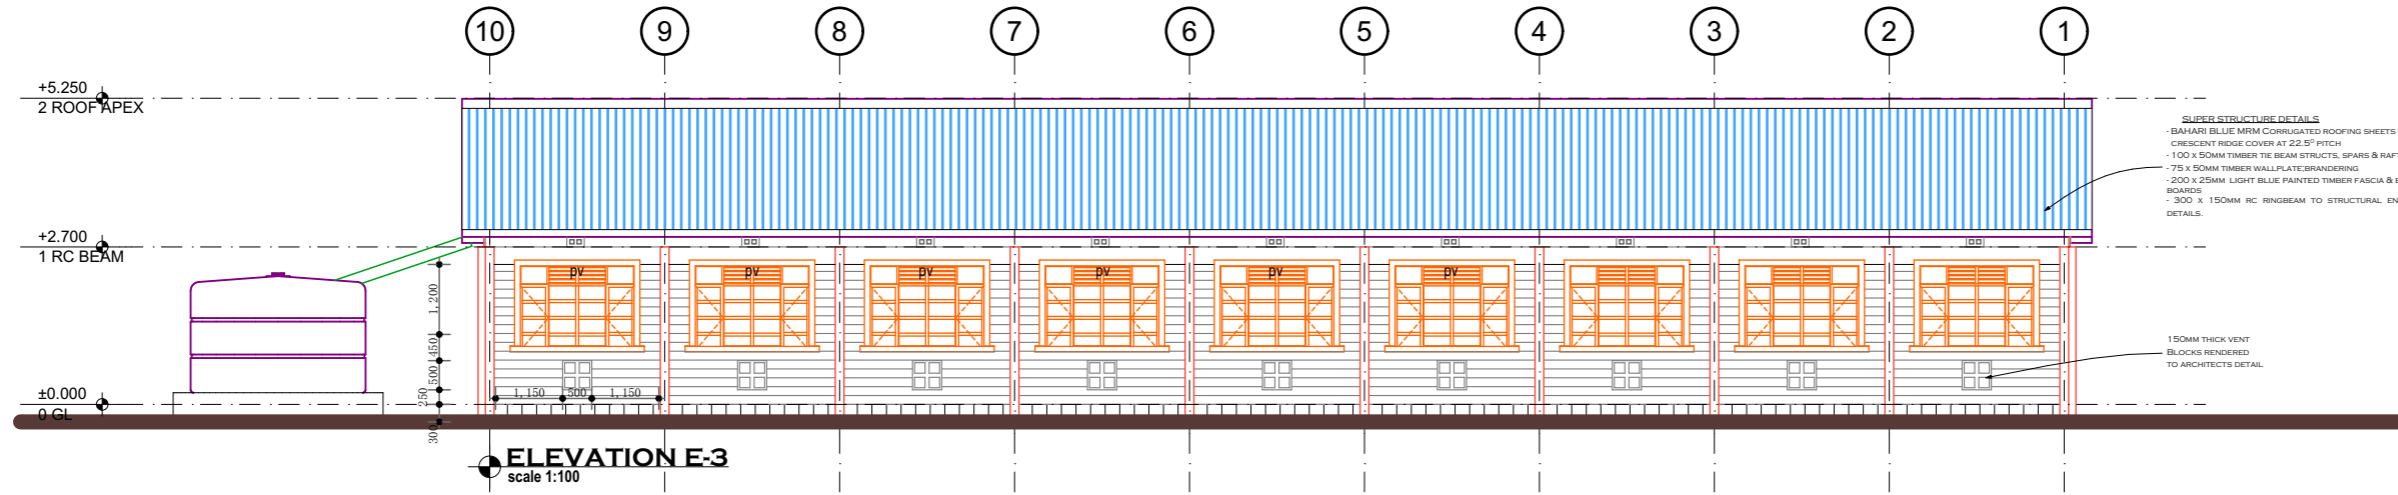 10 9 8 7 6 5 4 3 2 1
+5.250
2 ROOF APEX
SUPER STRUCTURE DETAILS
- BAHARI BLUE MRM CORRUGATED ROOFING SHEETS
CRESCENT RIDGE COVER AT 22.5⁰ PITCH
- 100 X 50MM TIMBER TIE BEAM STRUCTS, SPARS & RAFT
- 75 X 50MM TIMBER WALLPLATE;BRANDERING
- 200 X 25MM LIGHT BLUE PAINTED TIMBER FASCIA &
BOARDS
- 300 X 150MM RC RINGBEAM TO STRUCTURAL EN
DETAILS.
+2.700
1 RC BEAM
pv pv pv pv pv pv
1,200
450
500
250
300
1,150 500 1,150
150MM THICK VENT
BLOCKS RENDERED
TO ARCHITECTS DETAIL
±0.000
0 GL
ELEVATION E-3
scale 1:100